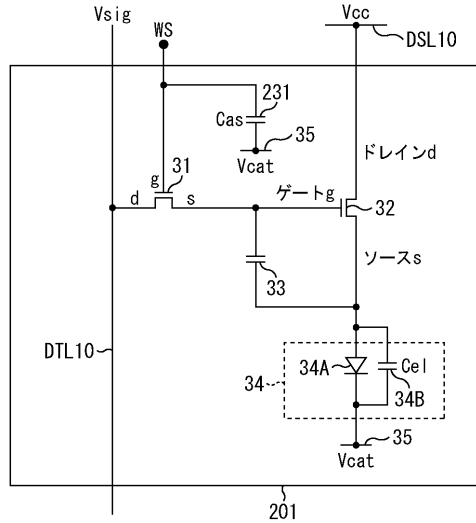 Vsig
WS
Vcc
DSL10
231
Cas
35
Vcat
ドレインd
31
g
d
s
ゲートg
32
ソースs
33
DTL10
34
34A
Cel
34B
35
Vcat
201